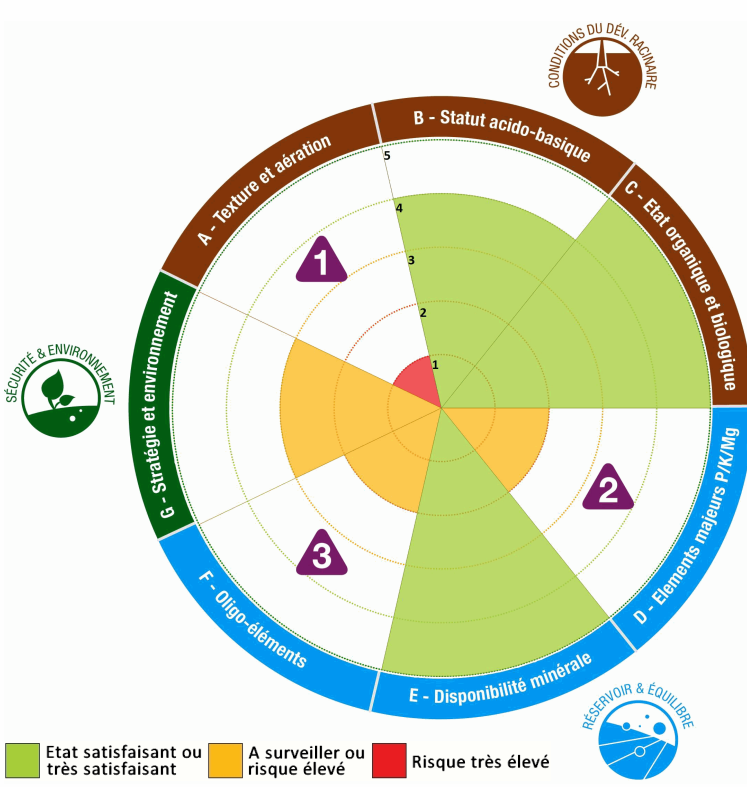 CONDITIONS DU DÉV. RACINAIRE
B - Statut acido-basique
A - Texture et aération
C - Etat organique et biologique
5
4
3
2
1
1
SÉCURITÉ & ENVIRONNEMENT
G - Stratégie et environnement
D - Elements majeurs P/K/Mg
2
3
F - Oligo-éléments
E - Disponibilité minérale
RÉSERVOIR & ÉQUILIBRE
Etat satisfaisant ou
très satisfaisant
A surveiller ou
risque élevé
Risque très élevé